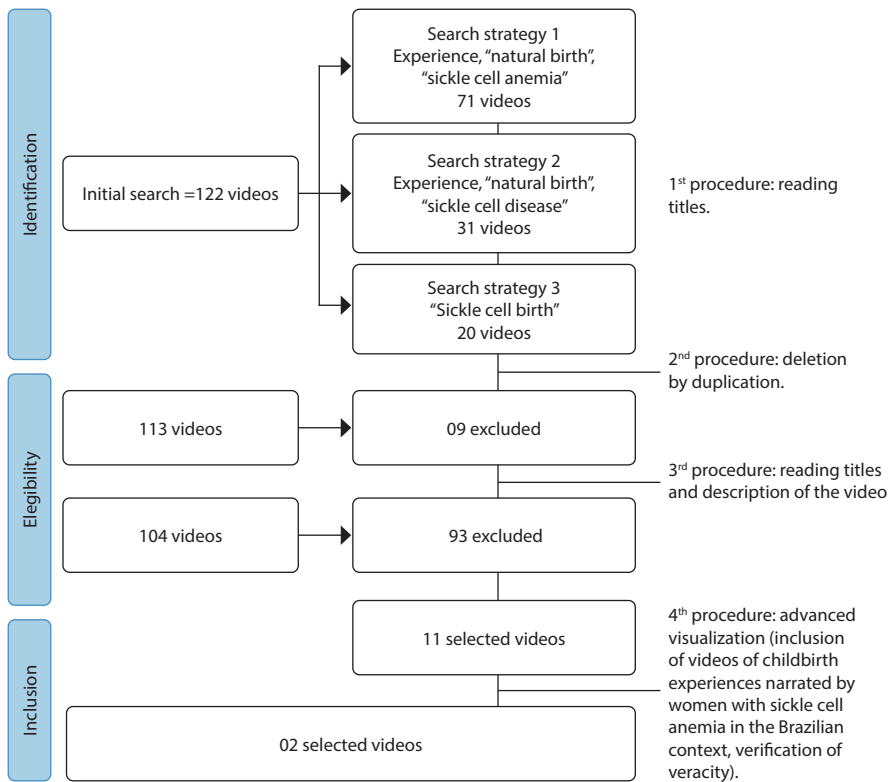 Identification
Initial search =122 videos
Search strategy 1
Experience, “natural birth”,
“sickle cell anemia”
71 videos
Search strategy 2
Experience, “natural birth”,
“sickle cell disease”
31 videos
Search strategy 3
“Sickle cell birth”
20 videos
1st procedure: reading
titles.
2nd procedure: deletion
by duplication.
Elegibility
113 videos
09 excluded
3rd procedure: reading titles
and description of the video
104 videos
93 excluded
Inclusion
11 selected videos
4th procedure: advanced
visualization (inclusion
of videos of childbirth
experiences narrated by
women with sickle cell
anemia in the Brazilian
context, verification of
veracity).
02 selected videos